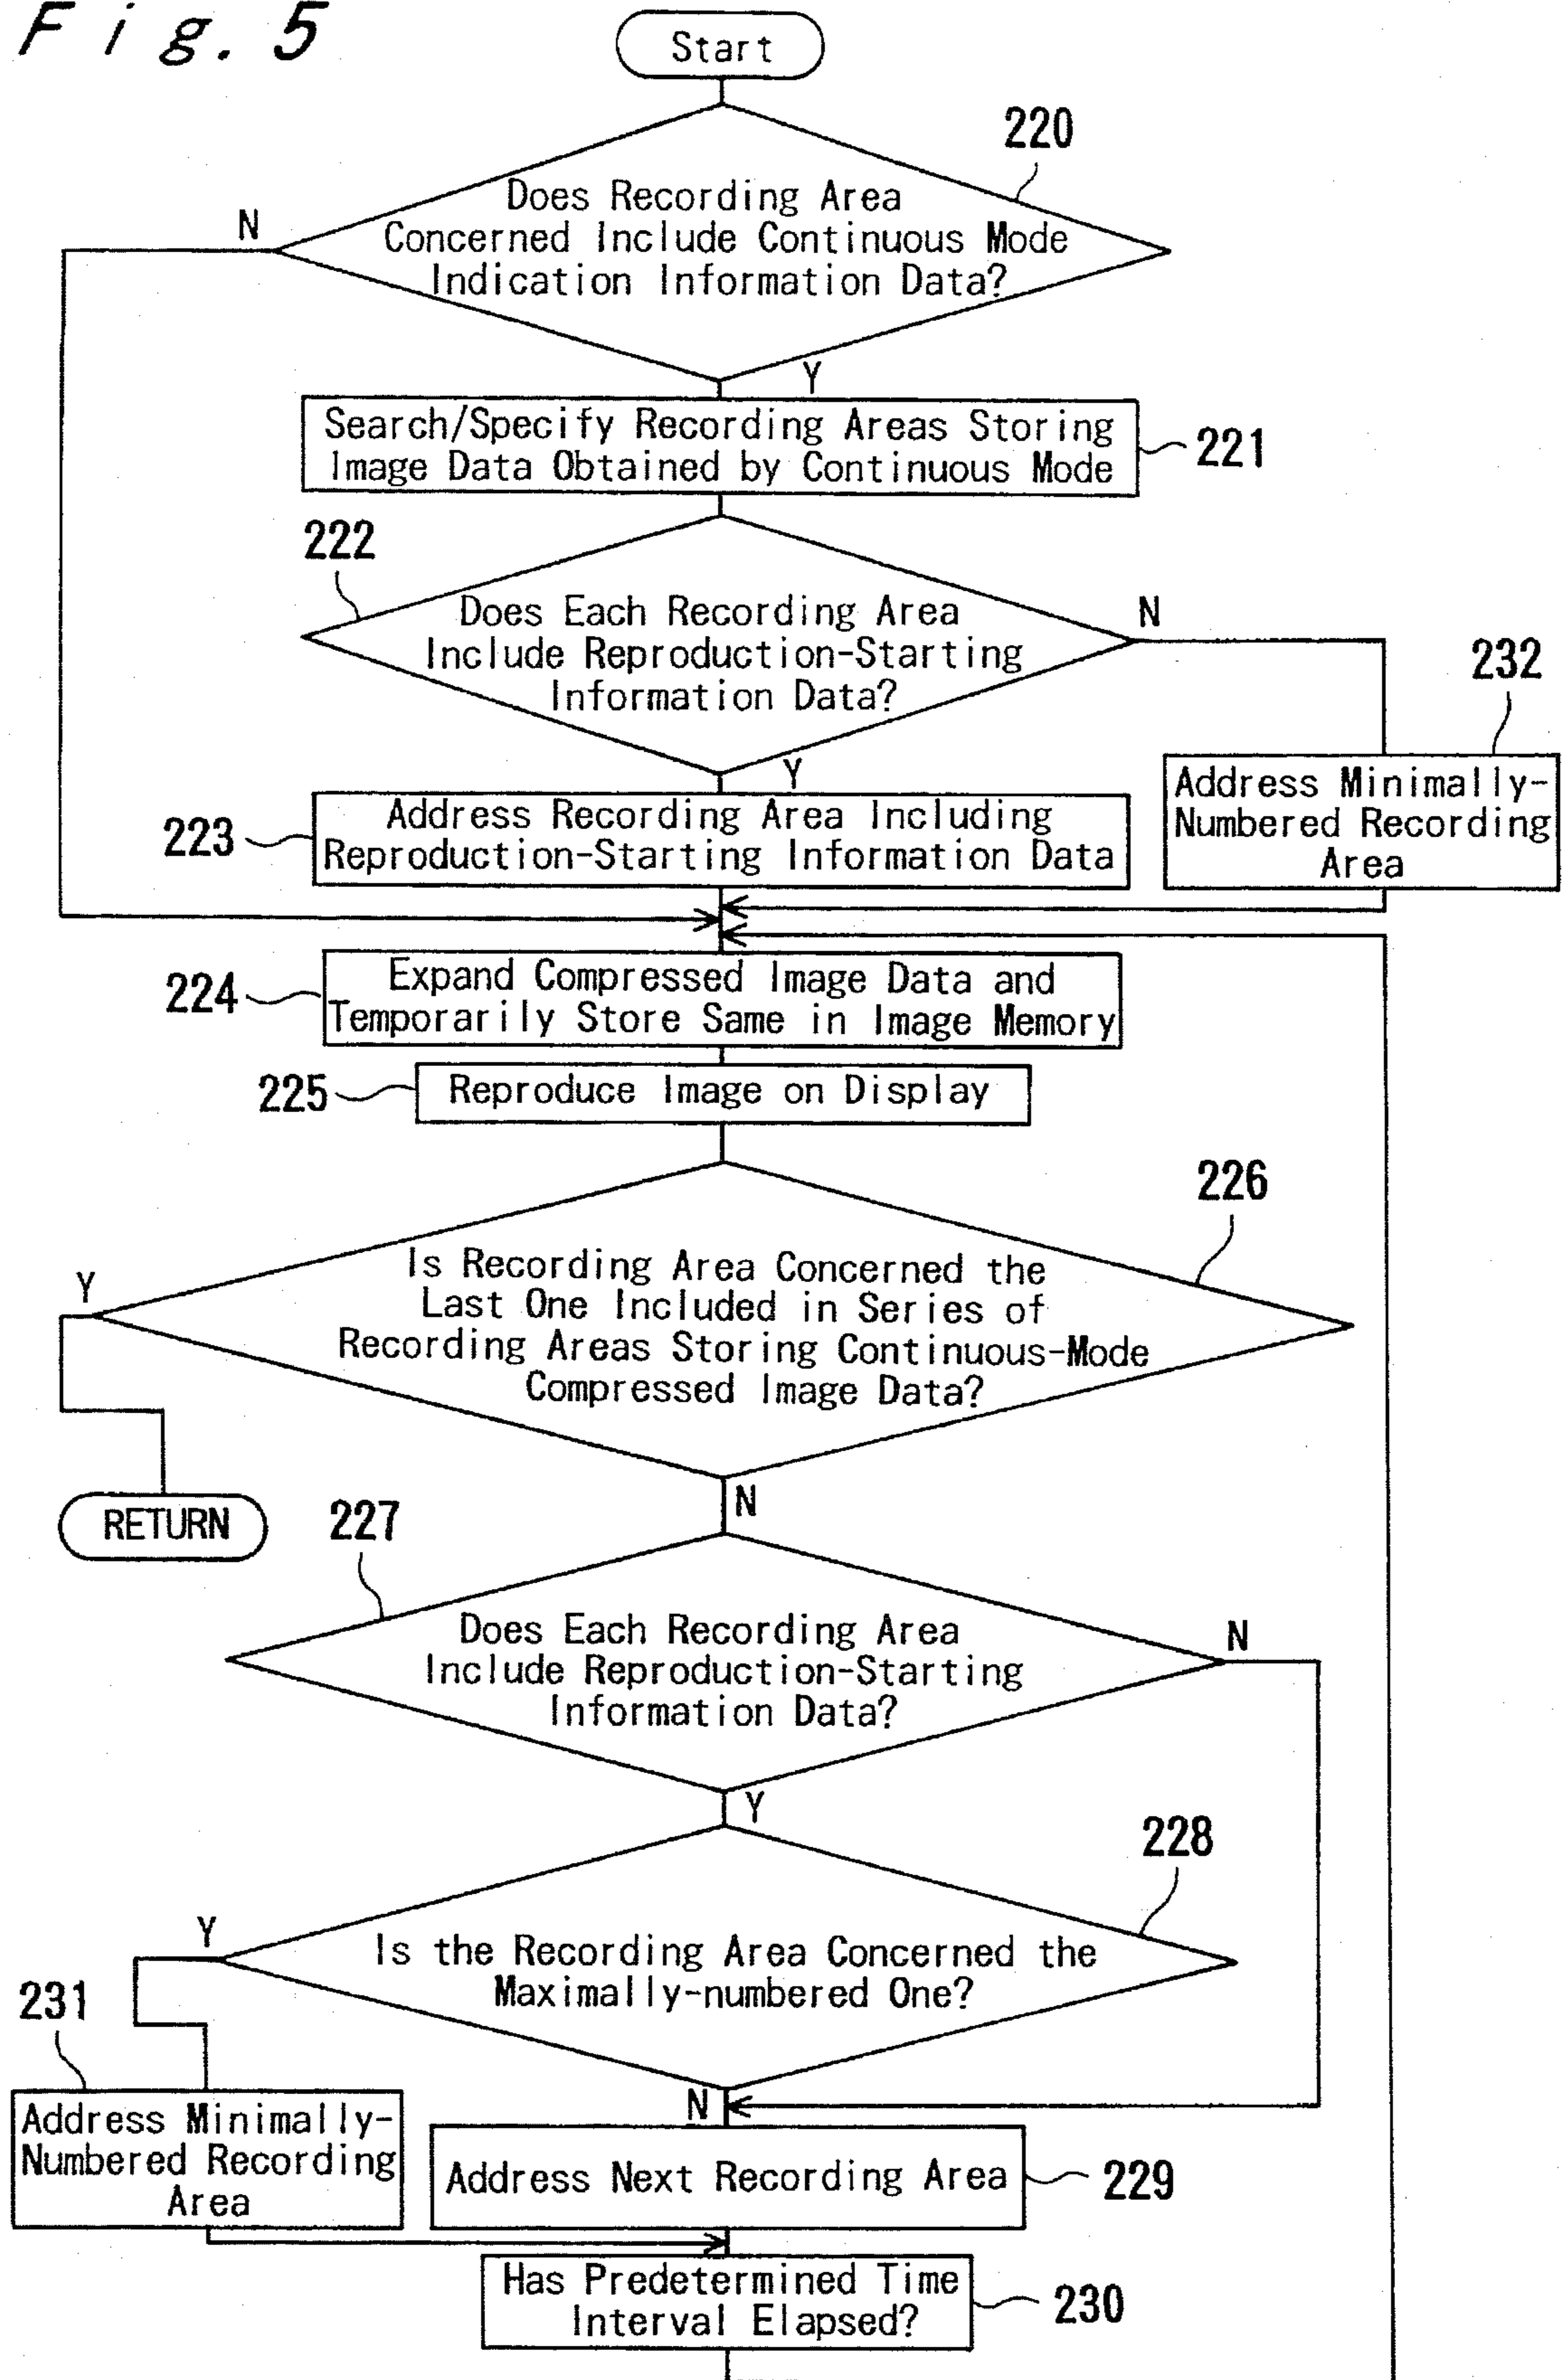 Fig. 5
Start
220
Does Recording Area
Concerned Include Continuous Mode
Indication Information Data?
N
Y
Search/Specify Recording Areas Storing
Image Data Obtained by Continuous Mode
221
222
Does Each Recording Area
Include Reproduction-Starting
Information Data?
N
232
Y
Address Minimally-
Numbered Recording
Area
223
Address Recording Area Including
Reproduction-Starting Information Data
224
Expand Compressed Image Data and
Temporarily Store Same in Image Memory
225
Reproduce Image on Display
226
Is Recording Area Concerned the
Last One Included in Series of
Recording Areas Storing Continuous-Mode
Compressed Image Data?
Y
RETURN
N
227
Does Each Recording Area
Include Reproduction-Starting
Information Data?
N
Y
228
Is the Recording Area Concerned the
Maximally-numbered One?
Y
231
N
Address Minimally-
Numbered Recording
Area
Address Next Recording Area
229
Has Predetermined Time
Interval Elapsed?
230